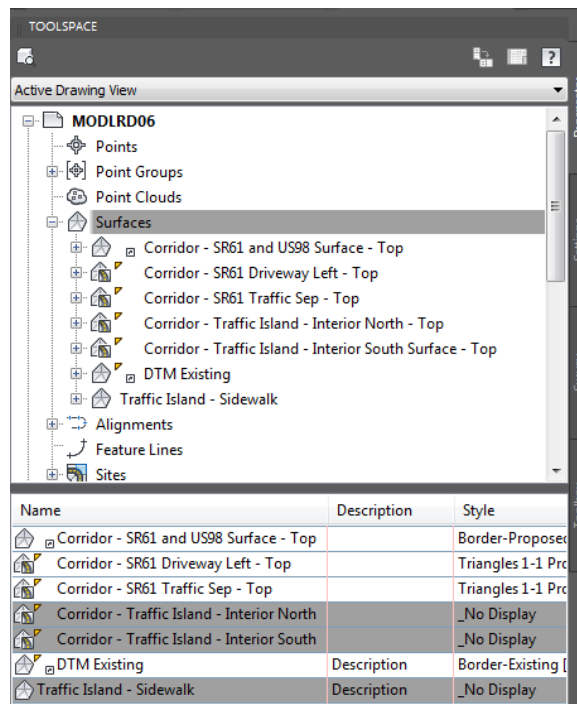 TOOLSPACE
?
Active Drawing View
MODLRD06
Points
Point Groups
Point Clouds
Surfaces
Corridor - SR61 and US98 Surface - Top
Corridor - SR61 Driveway Left - Top
Corridor - SR61 Traffic Sep - Top
Corridor - Traffic Island - Interior North - Top
Corridor - Traffic Island - Interior South Surface - Top
DTM Existing
Traffic Island - Sidewalk
Alignments
Feature Lines
Sites
Name Description Style
Corridor - SR61 and US98 Surface - Top Border-Proposed
Corridor - SR61 Driveway Left - Top Triangles 1-1 Pro
Corridor - SR61 Traffic Sep - Top Triangles 1-1 Pro
Corridor - Traffic Island - Interior North _No Display
Corridor - Traffic Island - Interior South _No Display
DTM Existing Description Border-Existing [
Traffic Island - Sidewalk Description _No Display